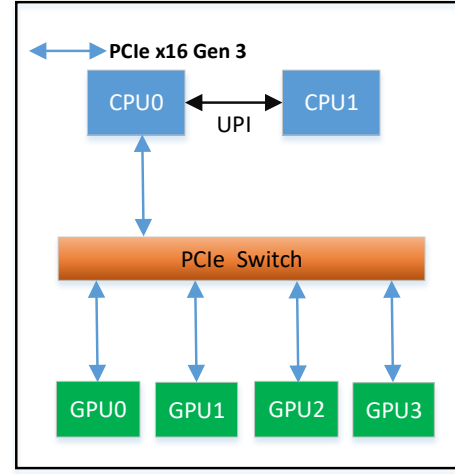 PCIe x16 Gen 3
CPU0
CPU1
UPI
PCIe Switch
GPU0
GPU1
GPU2
GPU3